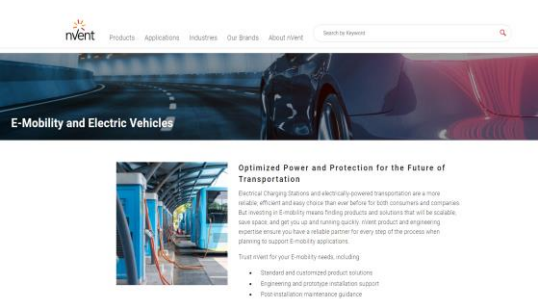 nVent
Products Applications Industries Our Brands About nVent
Search by Keyword
E-Mobility and Electric Vehicles
Optimized Power and Protection for the Future of
Transportation
Electrical Charging Stations and electrically-powered transportation are a more
reliable, efficient and easy choice than ever before for both consumers and companies.
But investing in E-mobility means finding products and solutions that will be scalable,
save space, and get you up and running quickly. nVent product and engineering
expertise ensure you have a reliable partner for every step of the process when
planning to support E-mobility applications.
Trust nVent for your E-mobility needs, including:
• Standard and customized product solutions
• Engineering and prototype installation support
• Post-installation maintenance guidance